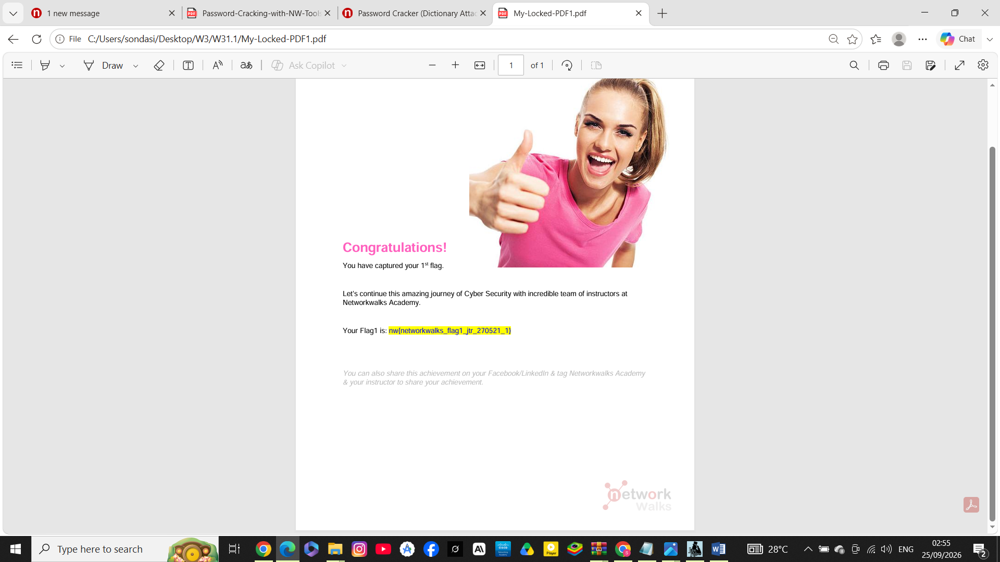 1 new message
Password-Cracking-with-NW-Tools
Password Cracker (Dictionary Attac
My-Locked-PDF1.pdf
File C:/Users/sondasi/Desktop/W3/W31.1/My-Locked-PDF1.pdf
Chat
Draw
aあ
Ask Copilot
1 of 1
Congratulations!
You have captured your 1st flag.
Let's continue this amazing journey of Cyber Security with incredible team of instructors at
Networkwalks Academy.
Your Flag1 is: nw{networkwalks_flag1_jtr_270521_1}
You can also share this achievement on your Facebook/LinkedIn & tag Networkwalks Academy
& your instructor to share your achievement.
network
Walks
Type here to search
28°C
ENG
02:55
25/09/2026
2